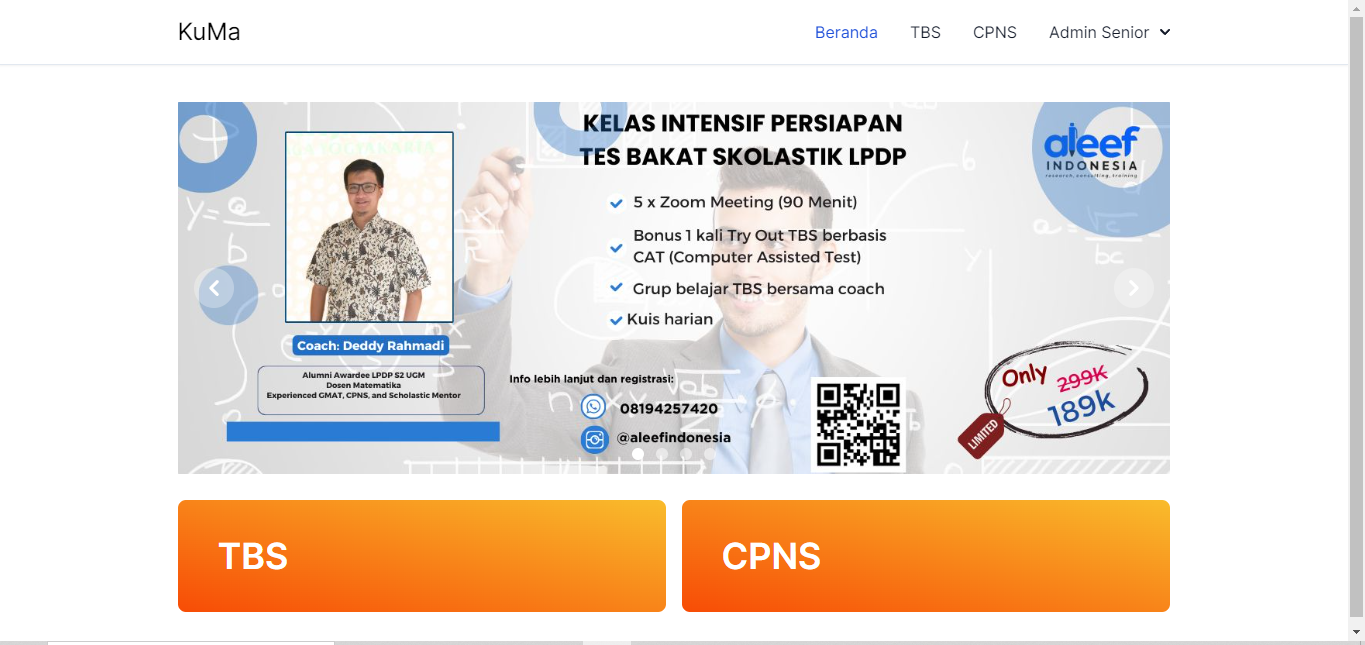 KuMa
Beranda
TBS
CPNS
Admin Senior
KELAS INTENSIF PERSIAPAN
TES BAKAT SKOLASTIK LPDP
aleef
INDONESIA
research, consulting, training
5 x Zoom Meeting (90 Menit)
Bonus 1 kali Try Out TBS berbasis
CAT (Computer Assisted Test)
Grup belajar TBS bersama coach
Kuis harian
Coach: Deddy Rahmadi
Alumni Awardee LPDP S2 UGM
Dosen Matematika
Experienced GMAT, CPNS, and Scholastic Mentor
Info lebih lanjut dan registrasi:
08194257420
@aleefindonesia
Only
299K
189K
LIMITED
TBS
CPNS